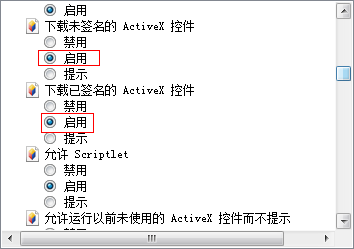 启用
下载未签名的 ActiveX 控件
禁用
启用
提示
下载已签名的 ActiveX 控件
禁用
启用
提示
允许 Scriptlet
禁用
启用
提示
允许运行以前未使用的 ActiveX 控件而不提示